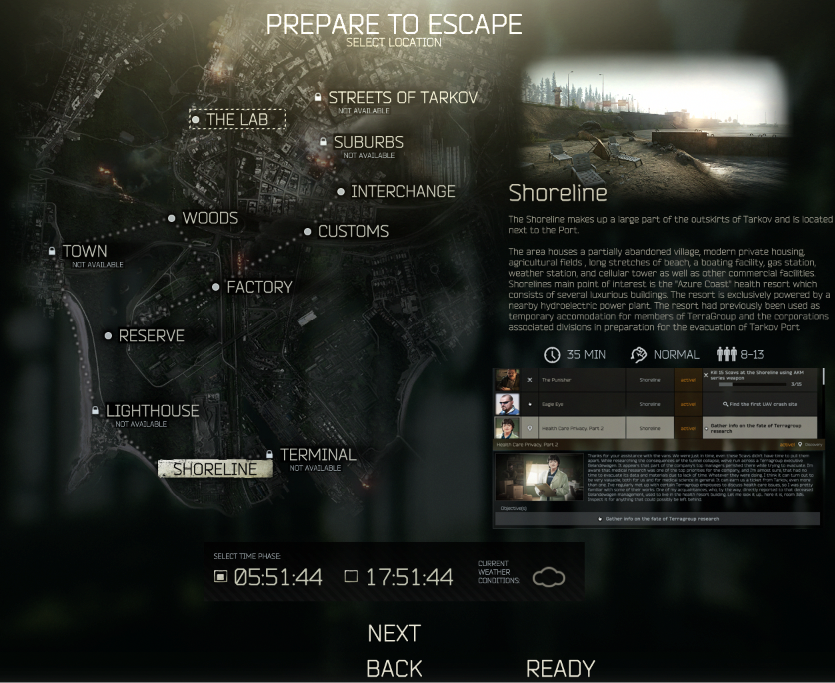 PREPARE TO ESCAPE
SELECT LOCATION
STREETS OF TARKOV
NOT AVAILABLE
THE LAB
SUBURBS
NOT AVAILABLE
INTERCHANGE
WOODS
CUSTOMS
TOWN
NOT AVAILABLE
FACTORY
RESERVE
LIGHTHOUSE
NOT AVAILABLE
TERMINAL
NOT AVAILABLE
SHORELINE
Shoreline
The Shoreline makes up a large part of the outskirts of Tarkov and is located
next to the Port.
The area houses a partially abandoned village, modern private housing,
agricultural fields , long stretches of beach, a boating facility, gas station,
weather station, and cellular tower as well as other commercial facilities.
Shorelines main point of interest is the "Azure Coast" health resort which
consists of several luxurious buildings. The resort is exclusively powered by a
nearby hydroelectric power plant. The resort had previously been used as
temporary accomodation for members of TerraGroup and the corporations
associated divisions in preparation for the evacuation of Tarkov Port
35 MIN
NORMAL
8-13
The Punisher
Shoreline
active!
Kill 15 Scavs at the Shoreline using AKM
series weapon
3/15
Eagle Eye
Shoreline
active!
Find the first UAV crash site
Health Care Privacy, Part 2
Shoreline
active!
Gather info on the fate of Terragroup
research
Health Care Privacy, Part 2
active!
Discovery
Objective(s)
Gather info on the fate of Terragroup research
SELECT TIME PHASE:
05:51:44
17:51:44
CURRENT
WEATHER
CONDITIONS:
NEXT
BACK
READY